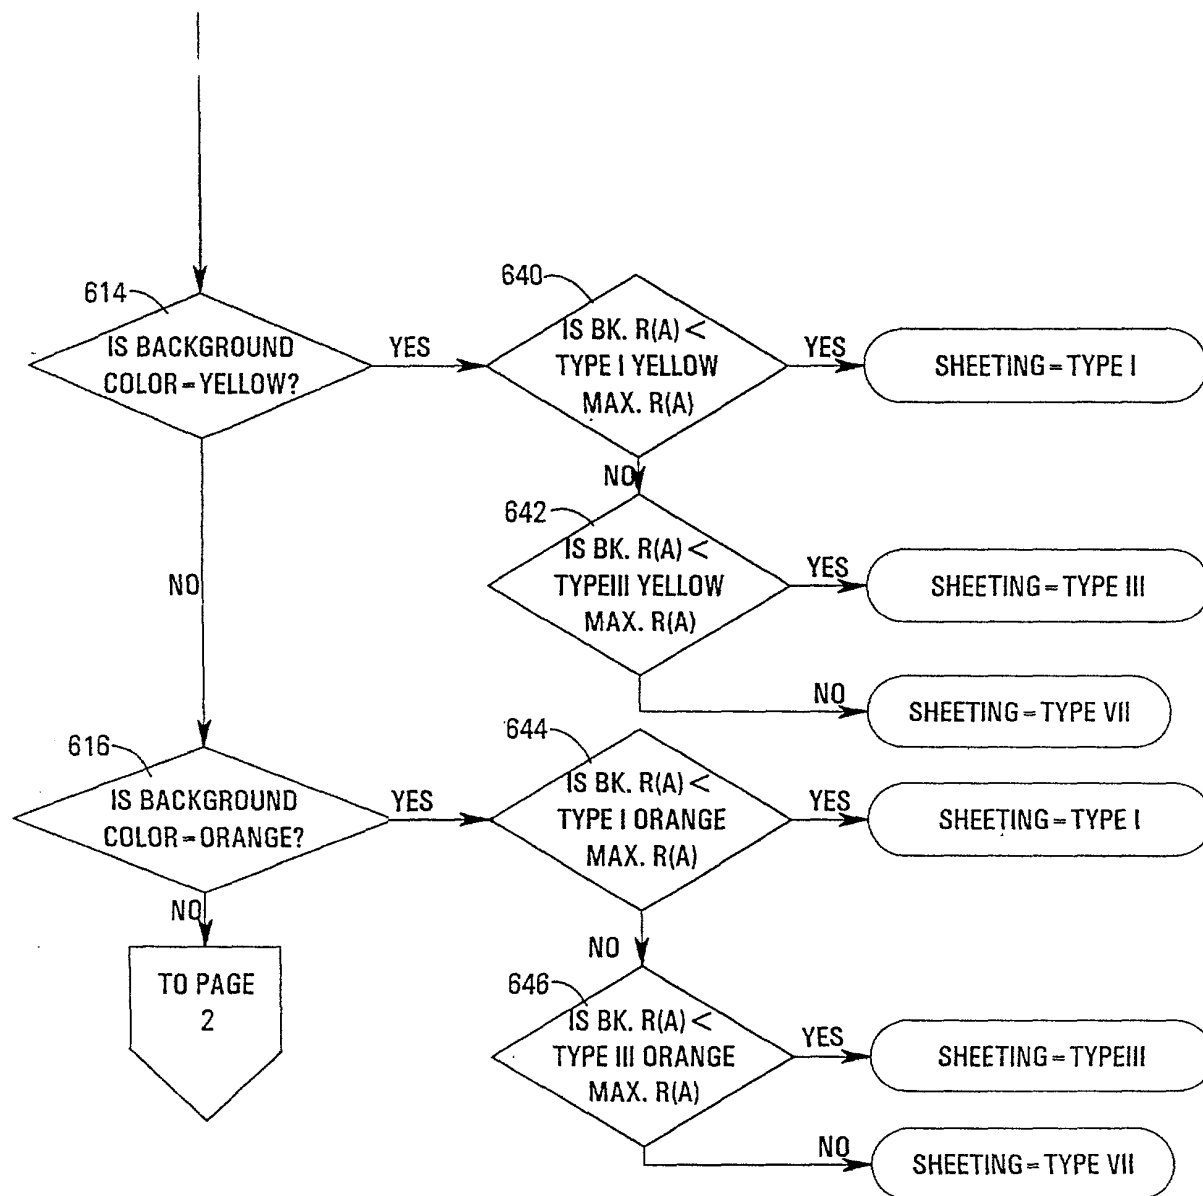 614
IS BACKGROUND
COLOR=YELLOW?
YES
640
IS BK. R(A) <
TYPE I YELLOW
MAX. R(A)
YES
SHEETING=TYPE I
NO
642
IS BK. R(A) <
TYPEIII YELLOW
MAX. R(A)
YES
SHEETING=TYPE III
NO
SHEETING=TYPE VII
NO
616
IS BACKGROUND
COLOR=ORANGE?
YES
644
IS BK. R(A) <
TYPE I ORANGE
MAX. R(A)
YES
SHEETING=TYPE I
NO
TO PAGE
2
NO
646
IS BK. R(A) <
TYPE III ORANGE
MAX. R(A)
YES
SHEETING=TYPEIII
NO
SHEETING=TYPE VII